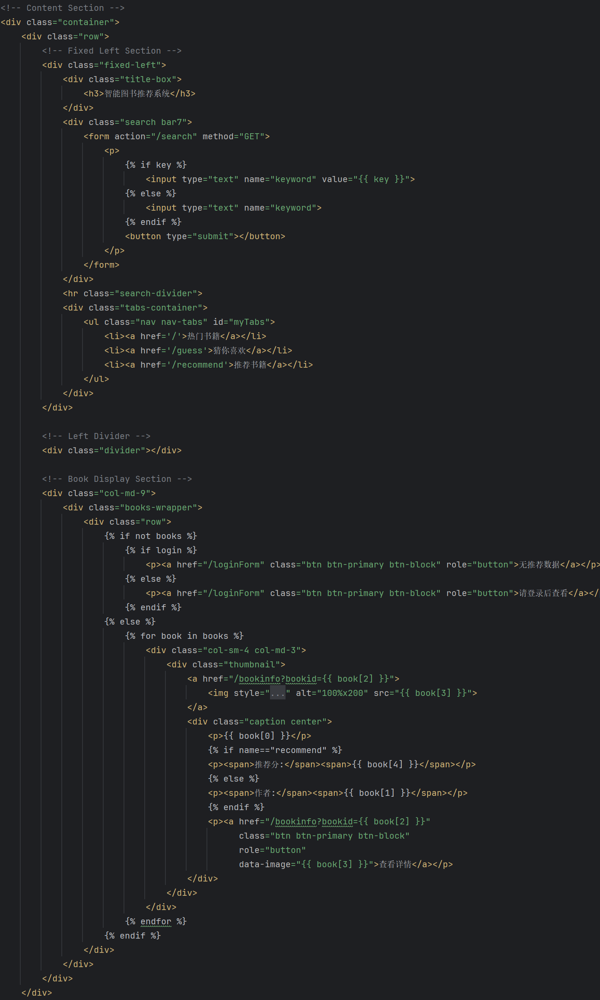 <!-- Content Section -->
<div class="container">
    <div class="row">
        <!-- Fixed Left Section -->
        <div class="fixed-left">
            <div class="title-box">
                <h3>智能图书推荐系统</h3>
            </div>
            <div class="search bar7">
                <form action="/search" method="GET">
                    <p>
                        {% if key %}
                            <input type="text" name="keyword" value="{{ key }}">
                        {% else %}
                            <input type="text" name="keyword">
                        {% endif %}
                        <button type="submit"></button>
                    </p>
                </form>
            </div>
            <hr class="search-divider">
            <div class="tabs-container">
                <ul class="nav nav-tabs" id="myTabs">
                    <li><a href='/'>热门书籍</a></li>
                    <li><a href='/guess'>猜你喜欢</a></li>
                    <li><a href='/recommend'>推荐书籍</a></li>
                </ul>
            </div>
        </div>

        <!-- Left Divider -->
        <div class="divider"></div>

        <!-- Book Display Section -->
        <div class="col-md-9">
            <div class="books-wrapper">
                <div class="row">
                    {% if not books %}
                        {% if login %}
                            <p><a href="/loginForm" class="btn btn-primary btn-block" role="button">无推荐数据</a></p>
                        {% else %}
                            <p><a href="/loginForm" class="btn btn-primary btn-block" role="button">请登录后查看</a></
                        {% endif %}
                    {% else %}
                        {% for book in books %}
                            <div class="col-sm-4 col-md-3">
                                <div class="thumbnail">
                                    <a href="/bookinfo?bookid={{ book[2] }}">
                                        <img style="..." alt="100%x200" src="{{ book[3] }}">
                                    </a>
                                    <div class="caption center">
                                        <p>{{ book[0] }}</p>
                                        {% if name=="recommend" %}
                                        <p><span>推荐分:</span><span>{{ book[4] }}</span></p>
                                        {% else %}
                                        <p><span>作者:</span><span>{{ book[1] }}</span></p>
                                        {% endif %}
                                        <p><a href="/bookinfo?bookid={{ book[2] }}"
                                              class="btn btn-primary btn-block"
                                              role="button"
                                              data-image="{{ book[3] }}">查看详情</a></p>
                                    </div>
                                </div>
                            </div>
                        {% endfor %}
                    {% endif %}
                </div>
            </div>
        </div>
    </div>